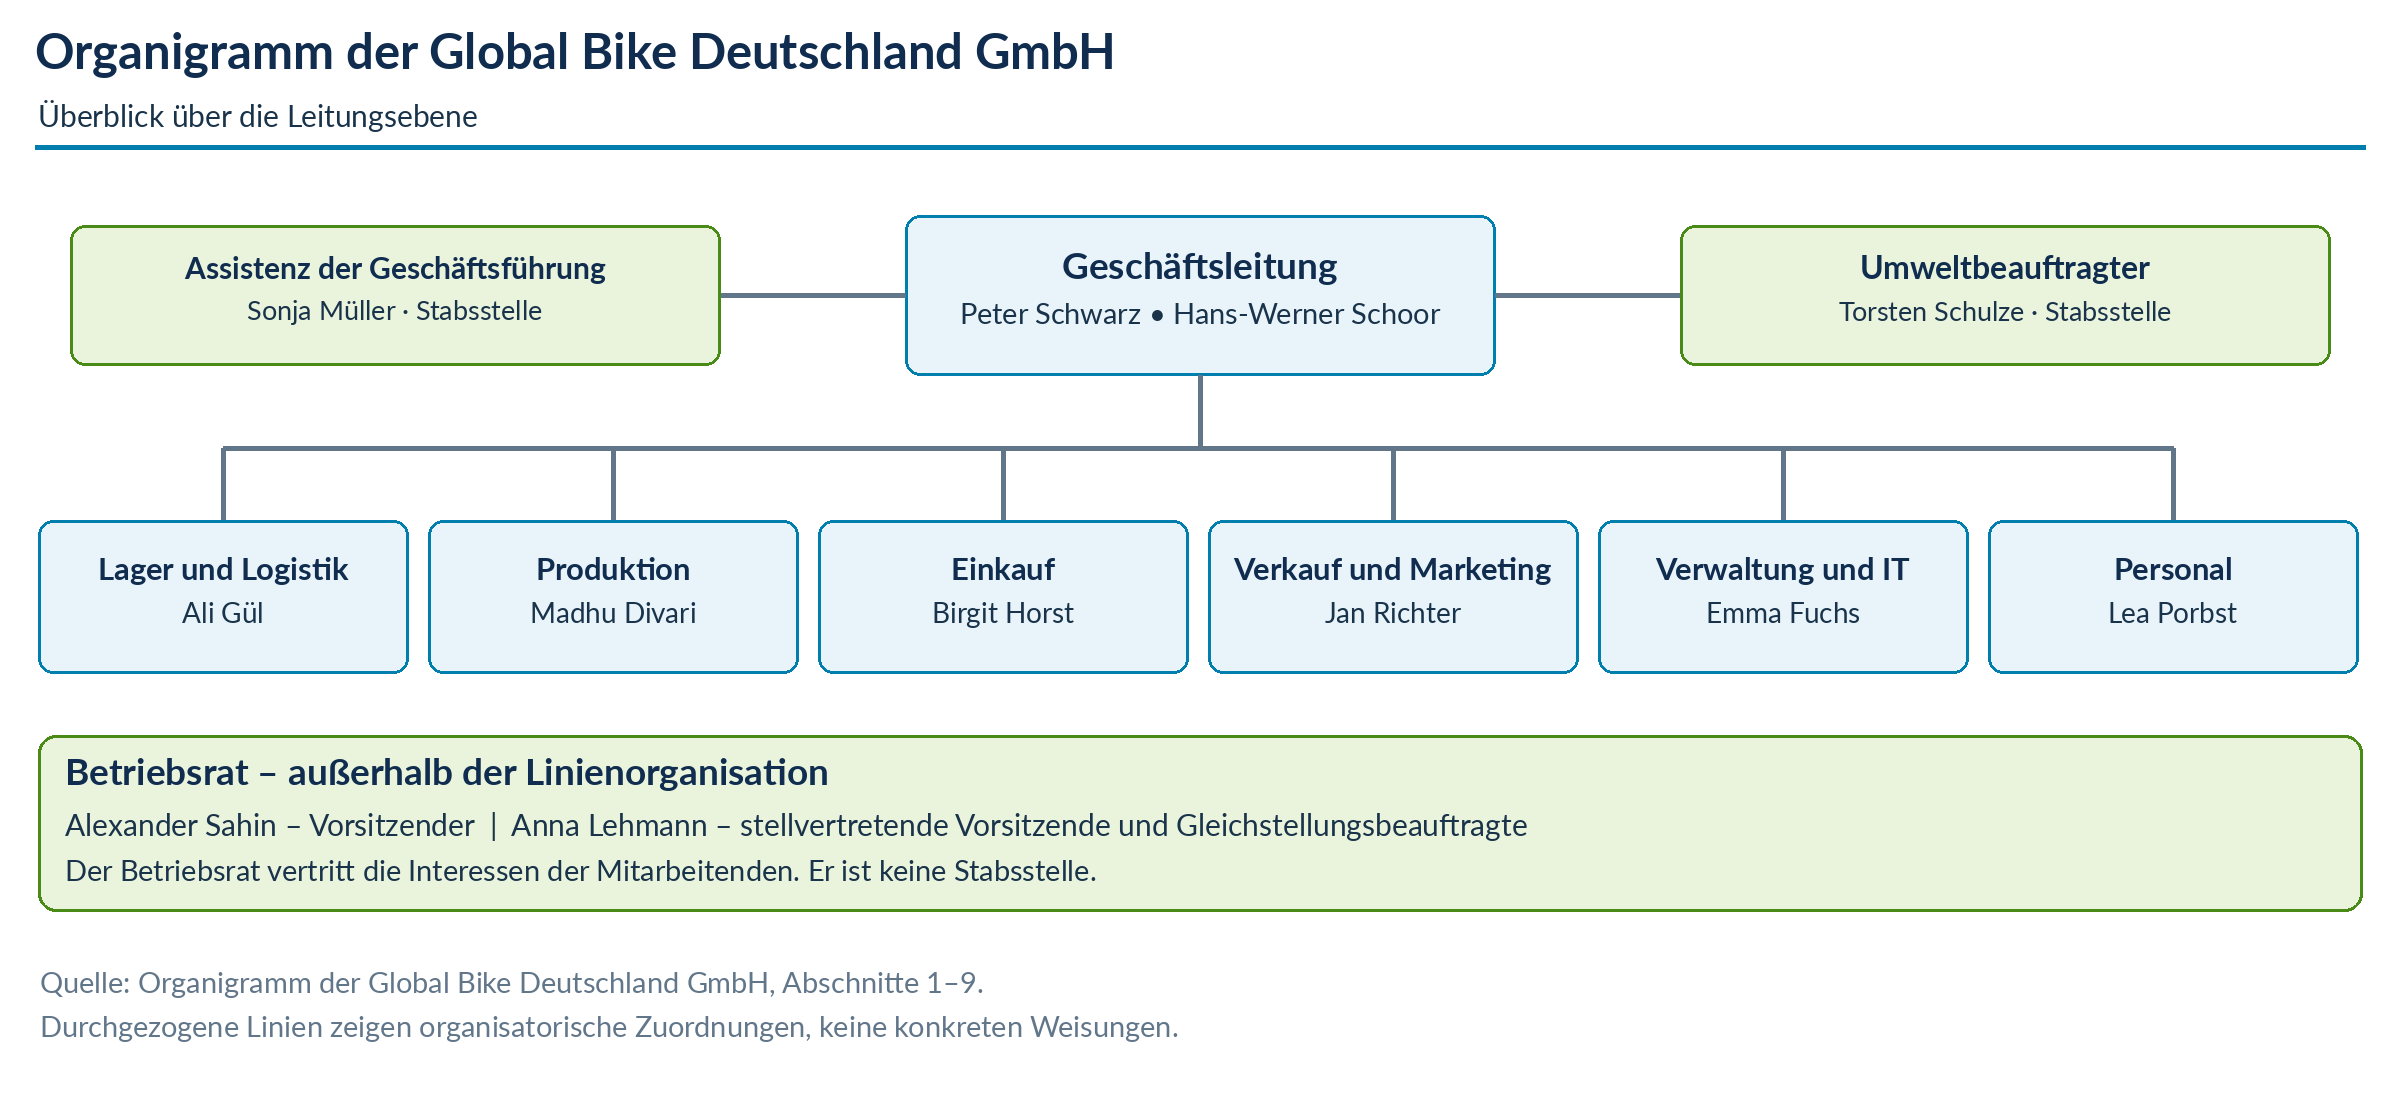 Organigramm der Global Bike Deutschland GmbH
Überblick über die Leitungsebene
Assistenz der Geschäftsführung
Sonja Müller · Stabsstelle
Geschäftsleitung
Peter Schwarz • Hans-Werner Schoor
Umweltbeauftragter
Torsten Schulze · Stabsstelle
Lager und Logistik
Ali Gül
Produktion
Madhu Divari
Einkauf
Birgit Horst
Verkauf und Marketing
Jan Richter
Verwaltung und IT
Emma Fuchs
Personal
Lea Porbst
Betriebsrat – außerhalb der Linienorganisation
Alexander Sahin – Vorsitzender | Anna Lehmann – stellvertretende Vorsitzende und Gleichstellungsbeauftragte
Der Betriebsrat vertritt die Interessen der Mitarbeitenden. Er ist keine Stabsstelle.
Quelle: Organigramm der Global Bike Deutschland GmbH, Abschnitte 1–9.
Durchgezogene Linien zeigen organisatorische Zuordnungen, keine konkreten Weisungen.